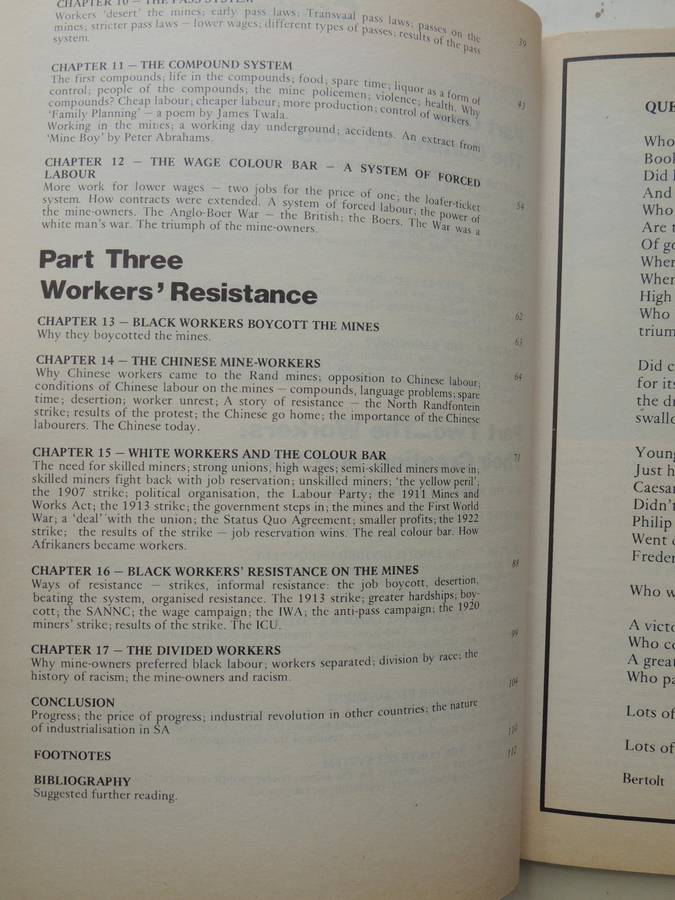 CHAPTER 10 — THE PASS SYSTEM
Workers 'desert' the mines; early pass laws; Transvaal pass laws; passes on the
mines; stricter pass laws — lower wages; different types of passes; results of the pass
system. 39
CHAPTER 11 — THE COMPOUND SYSTEM
The first compounds; life in the compounds; food; spare time; liquor as a form of
control; people of the compounds; the mine policemen; violence; health. Why 43
compounds? Cheap labour; cheaper labour; more production; control of workers.
'Family Planning' — a poem by James Twala.
Working in the mines; a working day underground; accidents. An extract from
'Mine Boy' by Peter Abrahams.
CHAPTER 12 — THE WAGE COLOUR BAR — A SYSTEM OF FORCED
LABOUR
More work for lower wages — two jobs for the price of one; the loafer-ticket 54
system. How contracts were extended. A system of forced labour; the power of
the mine-owners. The Anglo-Boer War — the British; the Boers. The War was a
white man's war. The triumph of the mine-owners.
Part Three
Workers' Resistance
62
CHAPTER 13 — BLACK WORKERS BOYCOTT THE MINES
Why they boycotted the mines. 63
CHAPTER 14 — THE CHINESE MINE-WORKERS
Why Chinese workers came to the Rand mines; opposition to Chinese labour; 64
conditions of Chinese labour on the mines — compounds, language problems; spare
time; desertion; worker unrest; A story of resistance — the North Randfontein
strike; results of the protest; the Chinese go home; the importance of the Chinese
labourers. The Chinese today.
CHAPTER 15 — WHITE WORKERS AND THE COLOUR BAR 71
The need for skilled miners; strong unions, high wages; semi-skilled miners move in;
skilled miners fight back with job reservation; unskilled miners; 'the yellow peril';
the 1907 strike; political organisation, the Labour Party; the 1911 Mines and
Works Act; the 1913 strike; the government steps in; the mines and the First World
War; a 'deal' with the union; the Status Quo Agreement; smaller profits; the 1922
strike; the results of the strike — job reservation wins. The real colour bar. How
Afrikaners became workers.
CHAPTER 16 — BLACK WORKERS' RESISTANCE ON THE MINES 88
Ways of resistance — strikes, informal resistance: the job boycott, desertion,
beating the system, organised resistance. The 1913 strike; greater hardships; boy-
cott; the SANNC; the wage campaign; the IWA; the anti-pass campaign; the 1920
miners' strike; results of the strike. The ICU.
CHAPTER 17 — THE DIVIDED WORKERS 99
Why mine-owners preferred black labour; workers separated; division by race; the
history of racism; the mine-owners and racism.
CONCLUSION 104
Progress; the price of progress; industrial revolution in other countries; the nature
of industrialisation in SA
FOOTNOTES 110
BIBLIOGRAPHY 112
Suggested further reading.
QUE
Who
Book
Did
And
Who
Are
Of go
Wher
When
High
Who
trium
Did c
for its
the dr
swallo
Young
Just h
Caesar
Didn't
Philip
Went
Freder
Who w
A victo
Who co
A great
Who pa
Lots of
Lots of
Bertolt